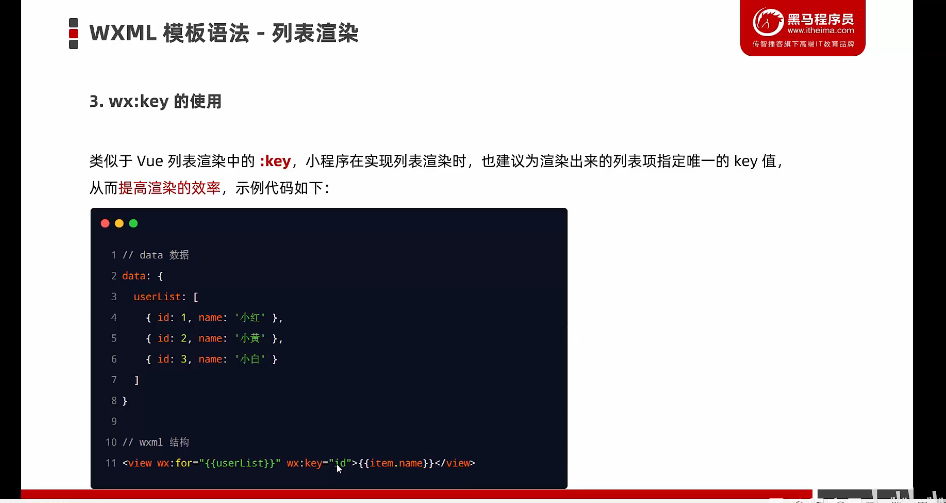 WXML 模板语法 - 列表渲染
黑马程序员
www.itheima.com
传智播客旗下高端IT教育品牌
3. wx:key 的使用
类似于 Vue 列表渲染中的 :key，小程序在实现列表渲染时，也建议为渲染出来的列表项指定唯一的 key 值，
从而提高渲染的效率，示例代码如下：
1 // data 数据
2 data: {
3 userList: [
4 { id: 1, name: '小红' },
5 { id: 2, name: '小黄' },
6 { id: 3, name: '小白' }
7 ]
8 }
9
10 // wxml 结构
11 <view wx:for="{{userList}}" wx:key="id">{{item.name}}</view>